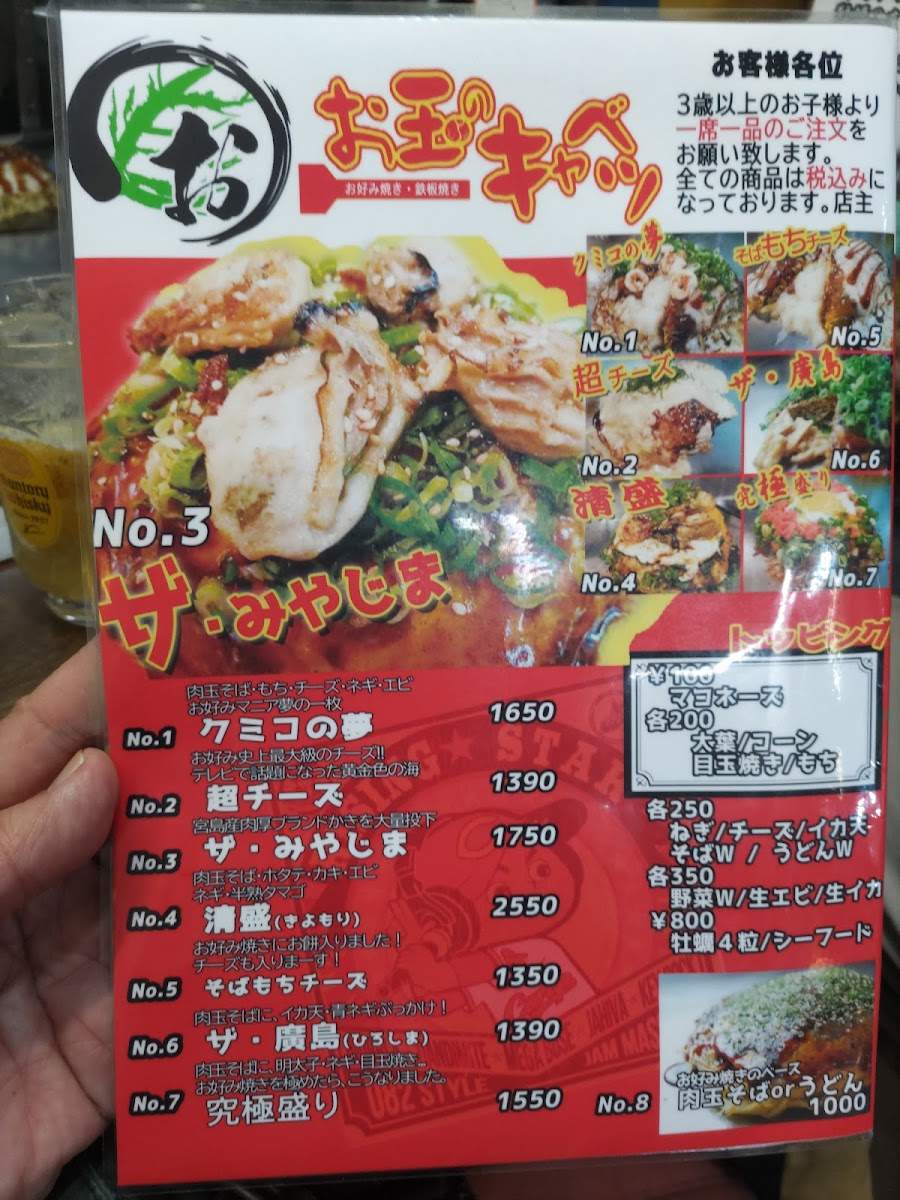 お
お玉の
キャベツ
お好み焼き・鉄板焼き
お客様各位
3歳以上のお子様より
一席一品のご注文を
お願い致します。
全ての商品は税込みに
なっております。店主
クミコの夢
No.1
そばもちチーズ
No.5
超チーズ
No.2
ザ・廣島
No.6
清盛
No.4
究極盛り
No.7
No.3
ザ・みやじま
肉玉そば・もち・チーズ・ネギ・エビ
お好みマニア夢の一枚
No.1 クミコの夢 1650
お好み史上最大級のチーズ!!
テレビで話題になった黄金色の海
No.2 超チーズ 1390
宮島産肉厚ブランドかきを大量投下
No.3 ザ・みやじま 1750
肉玉そば・ホタテ・カキ・エビ
ネギ・半熟タマゴ
No.4 清盛(きよもり) 2550
お好み焼きにお餅入りました!
チーズも入りまーす!
No.5 そばもちチーズ 1350
肉玉そばに、イカ天・青ネギぶっかけ!
No.6 ザ・廣島(ひろしま) 1390
肉玉そばに、明太子・ネギ・目玉焼き...
お好み焼きを極めたら、こうなりました。
No.7 究極盛り 1550
トッピング
¥100
マヨネーズ
各200
大葉/コーン
目玉焼き/もち
各250
ねぎ/チーズ/イカ天
そばW / うどんW
各350
野菜W/生エビ/生イカ
¥800
牡蠣4粒/シーフード
お好み焼きのベース
No.8 肉玉そばorうどん
1000
STAR
JAM MAS
082 STYLE
Suntory
Whisky